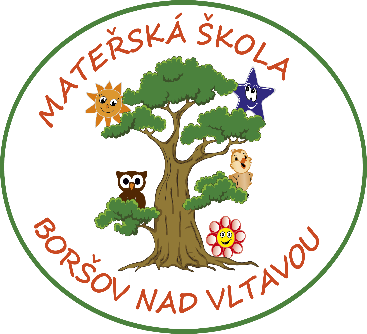 MATEŘSKÁ ŠKOLA
BORŠOV NAD VLTAVOU